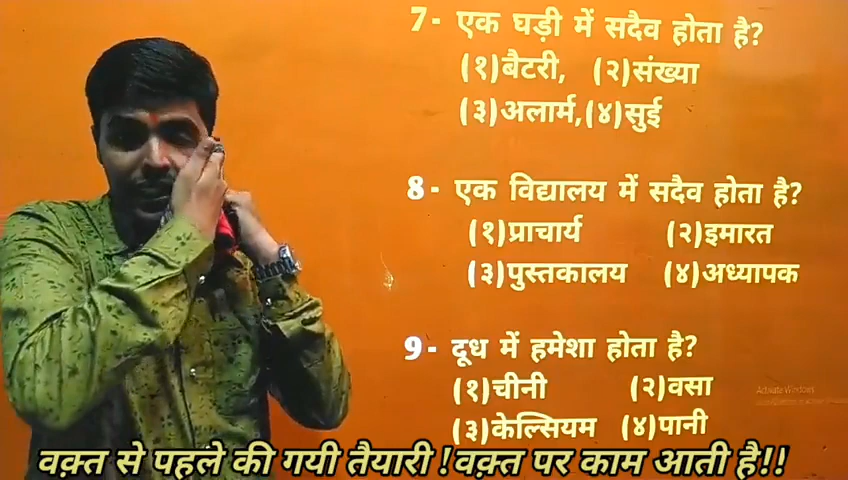 7- एक घड़ी में सदैव होता है?
(१)बैटरी, (२)संख्या
(३)अलार्म,(४)सुई
8- एक विद्यालय में सदैव होता है?
(१)प्राचार्य (२)इमारत
(३)पुस्तकालय (४)अध्यापक
9- दूध में हमेशा होता है?
(१)चीनी (२)वसा
(३)केल्सियम (४)पानी
Activate Windows
वक़्त से पहले की गयी तैयारी !वक़्त पर काम आती है!!